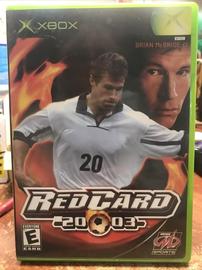 XBOX
BRIAN McBRIDE
20
REDCARD
2003
EVERYONE
E
MIDWAY
SPORTS